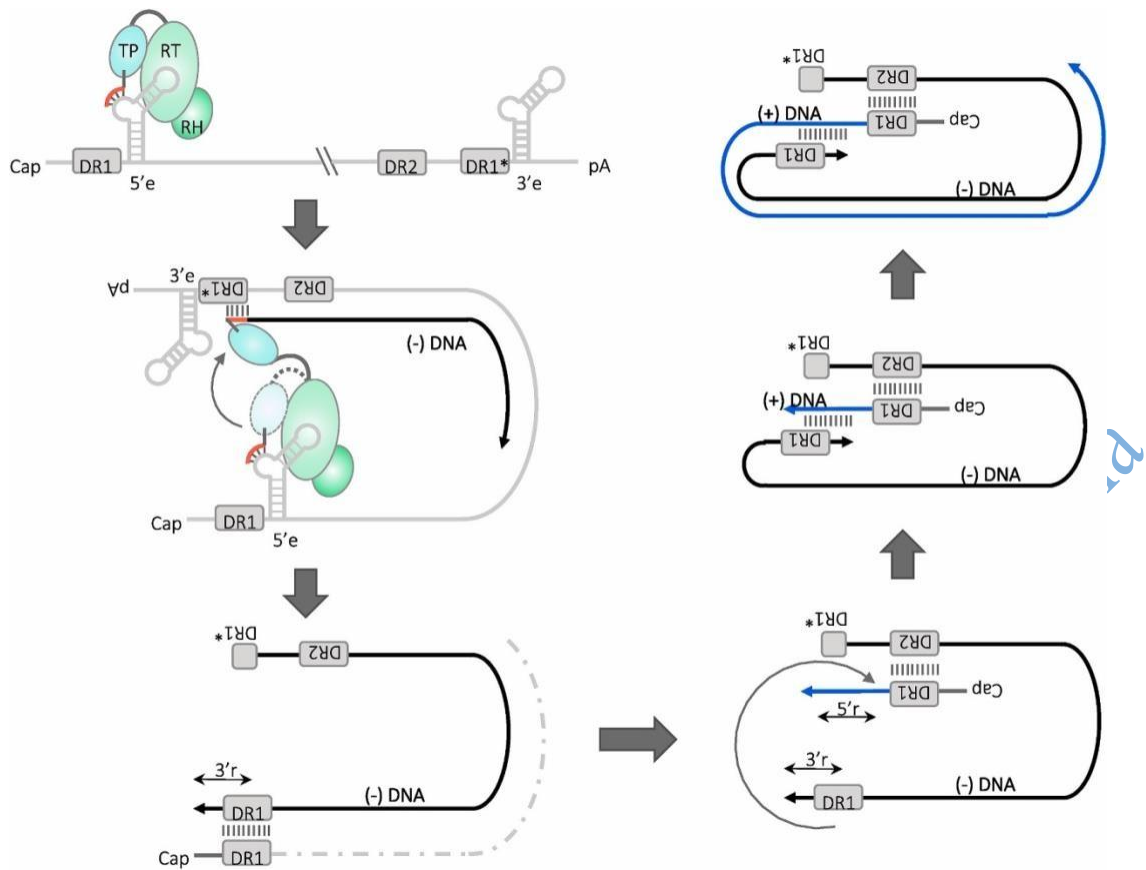 TP
RT
RH
Cap
DR1
5'e
DR2
DR1*
3'e
pA
pA
3'e
DR1*
DR2
(-) DNA
Cap
DR1
5'e
DR1*
DR2
3'r
DR1
(-) DNA
Cap
DR1
DR1*
DR2
DR1
Cap
5'r
3'r
DR1
(-) DNA
DR1*
DR2
(+) DNA
DR1
Cap
DR1
(-) DNA
DR1*
DR2
(+) DNA
DR1
Cap
DR1
(-) DNA